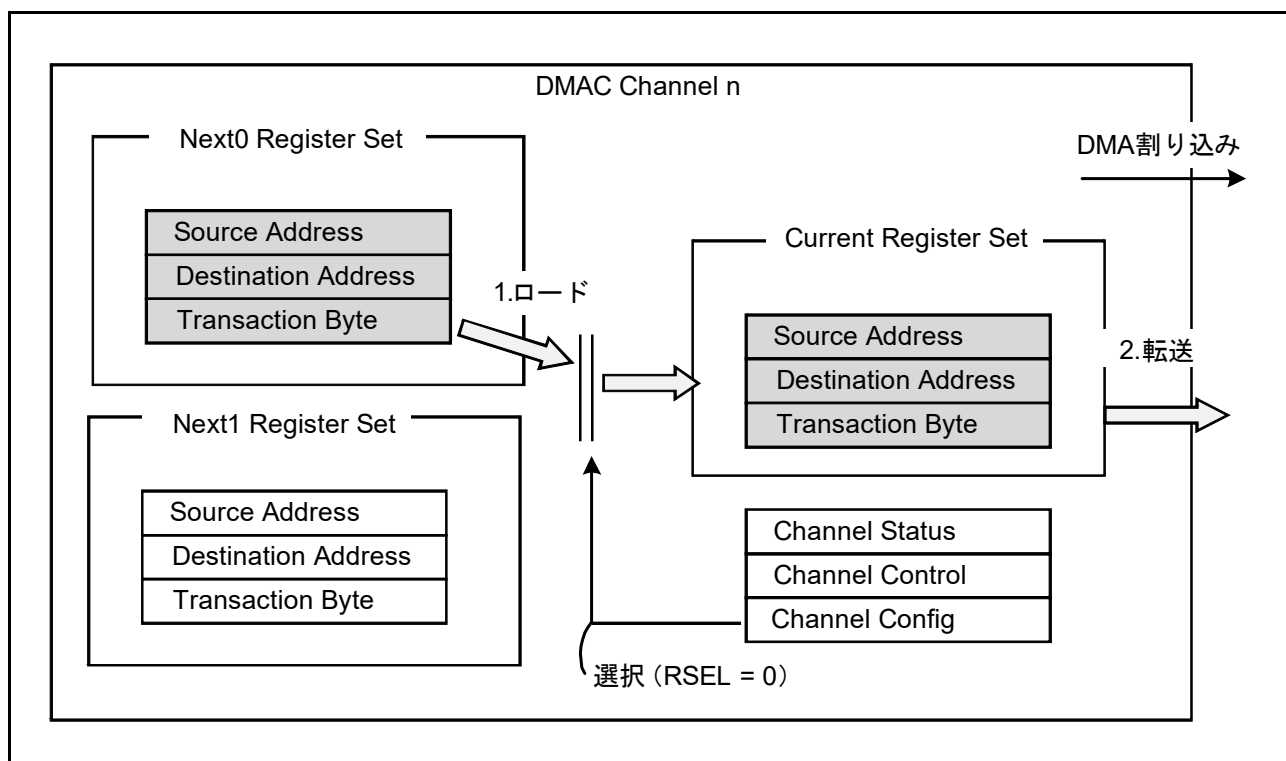 DMAC Channel n
Next0 Register Set
Source Address
Destination Address
Transaction Byte
Next1 Register Set
Source Address
Destination Address
Transaction Byte
1.ロード
選択（RSEL = 0）
Current Register Set
Source Address
Destination Address
Transaction Byte
Channel Status
Channel Control
Channel Config
DMA割り込み
2.転送